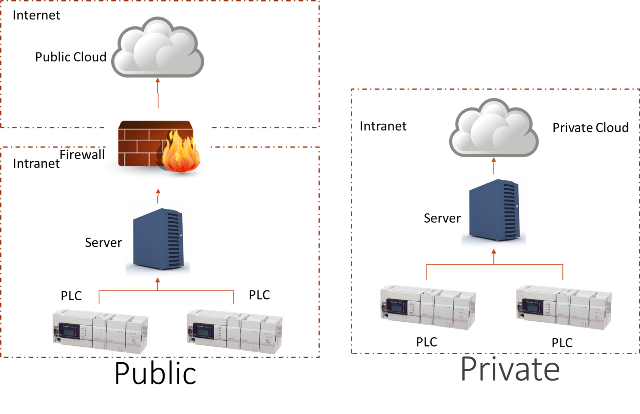 Internet
Public Cloud
Firewall
Intranet
Server
PLC
PLC
Public
Intranet
Private Cloud
Server
PLC
PLC
Private